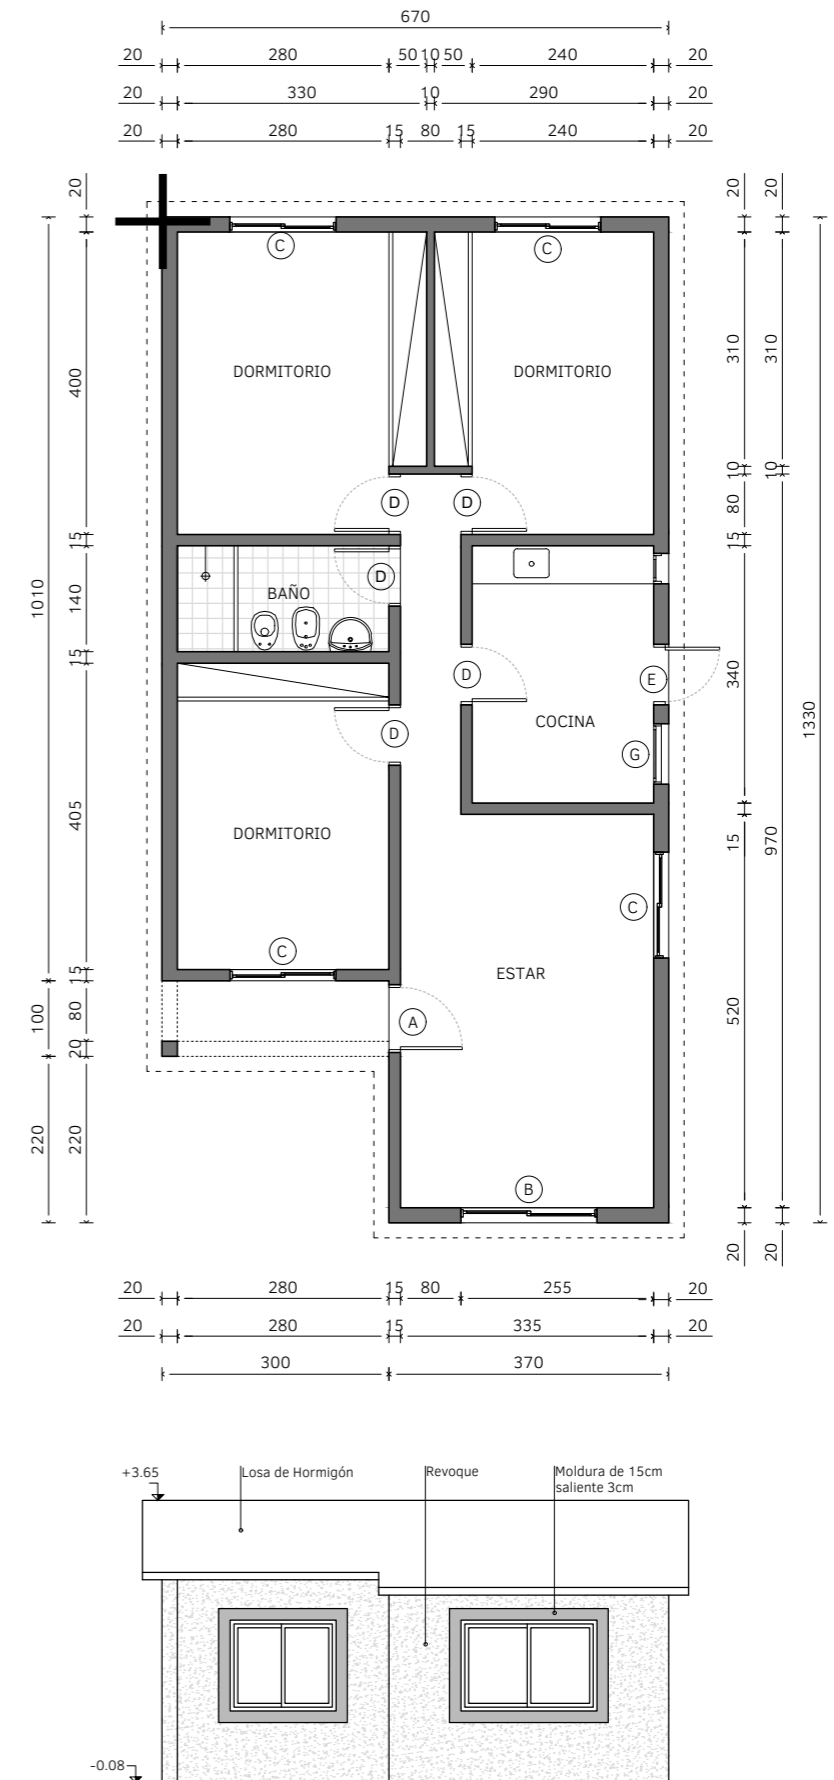 670
20 280 50 10 50 240 20
20 330 10 290 20
20 280 15 80 15 240 20
20 20 20
C C
400 310 310
DORMITORIO DORMITORIO
10 10
D D 80
15 15
D
BAÑO
1010 140
15 340
D E
1330
COCINA
D G
405 15 970
DORMITORIO
C
C
ESTAR
15
100 80 A 520
20
220 220
B
20 20
20 280 15 80 255 20
20 280 15 335 20
300 370
+3.65 Losa de Hormigón Revoque Moldura de 15cm
saliente 3cm
-0.08